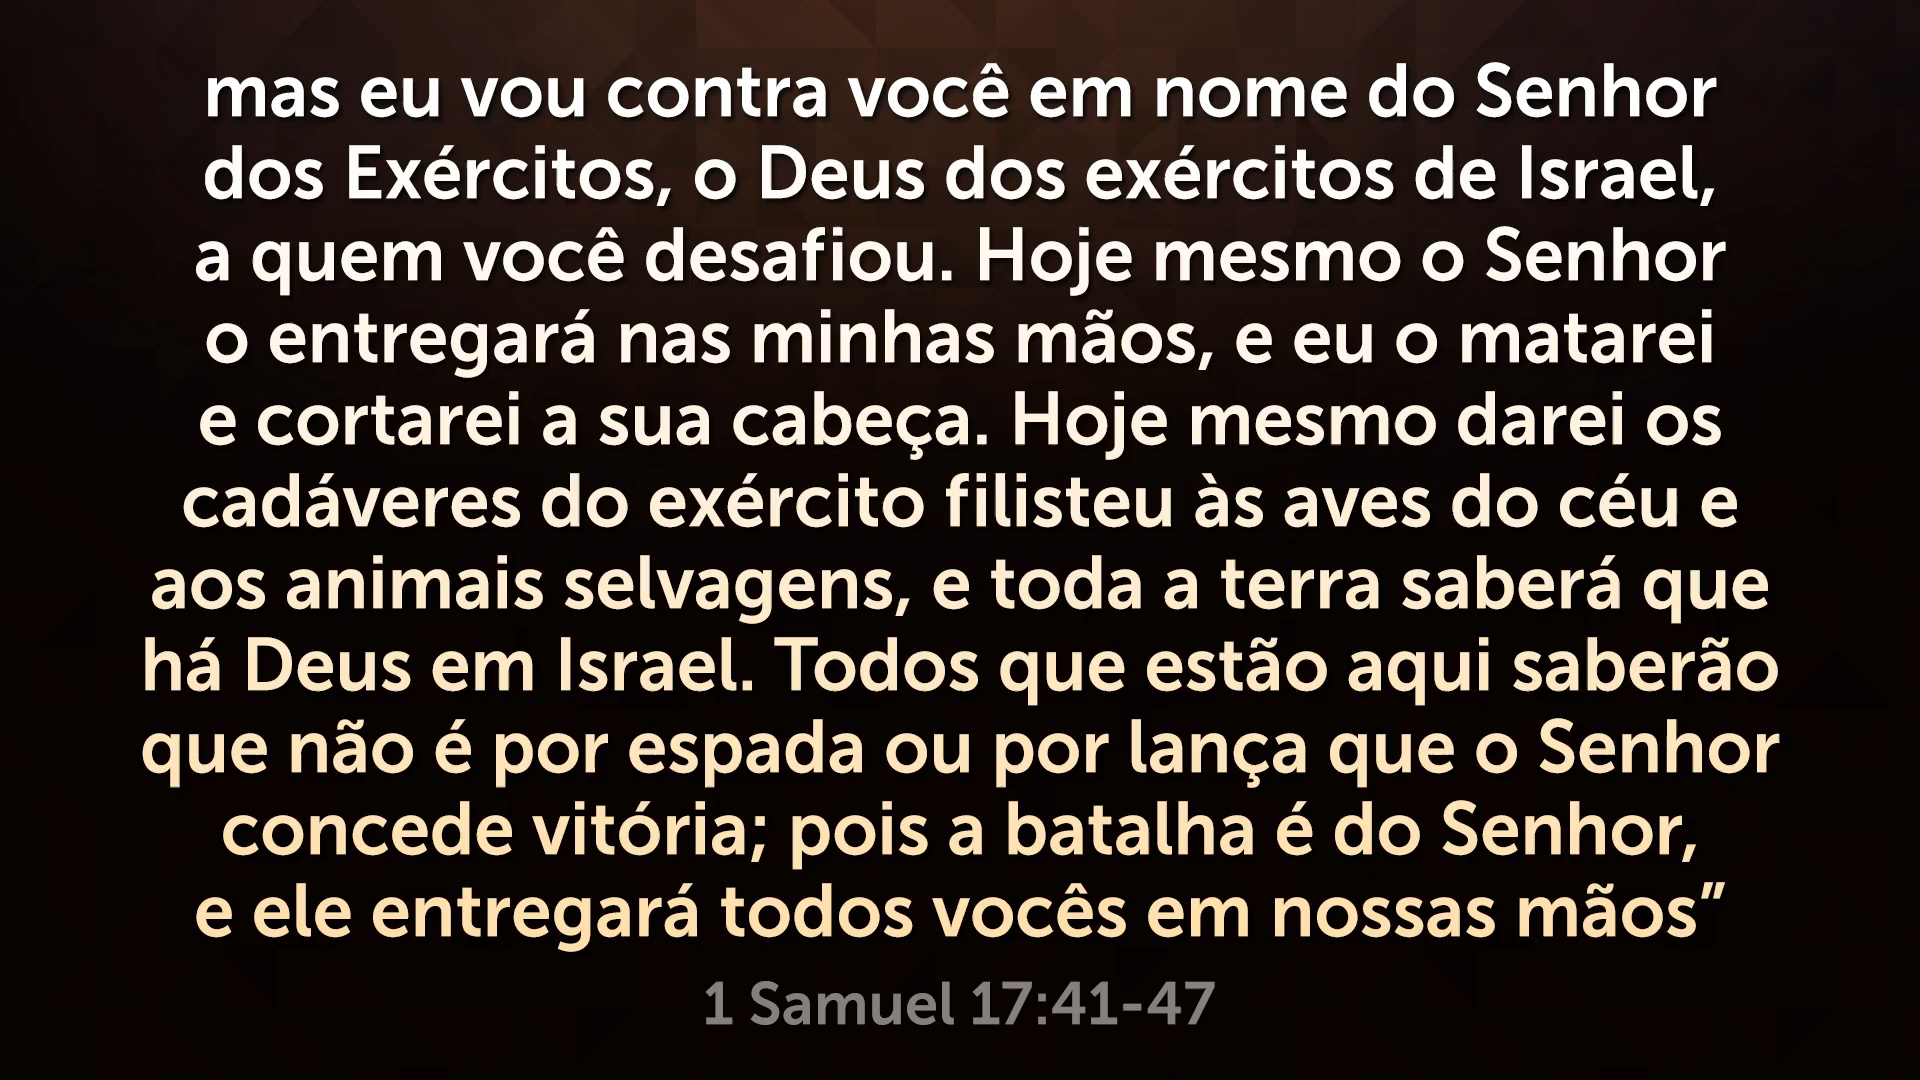 mas eu vou contra você em nome do Senhor
dos Exércitos, o Deus dos exércitos de Israel,
a quem você desafiou. Hoje mesmo o Senhor
o entregará nas minhas mãos, e eu o matarei
e cortarei a sua cabeça. Hoje mesmo darei os
cadáveres do exército filisteu às aves do céu e
aos animais selvagens, e toda a terra saberá que
há Deus em Israel. Todos que estão aqui saberão
que não é por espada ou por lança que o Senhor
concede vitória; pois a batalha é do Senhor,
e ele entregará todos vocês em nossas mãos”
1 Samuel 17:41-47